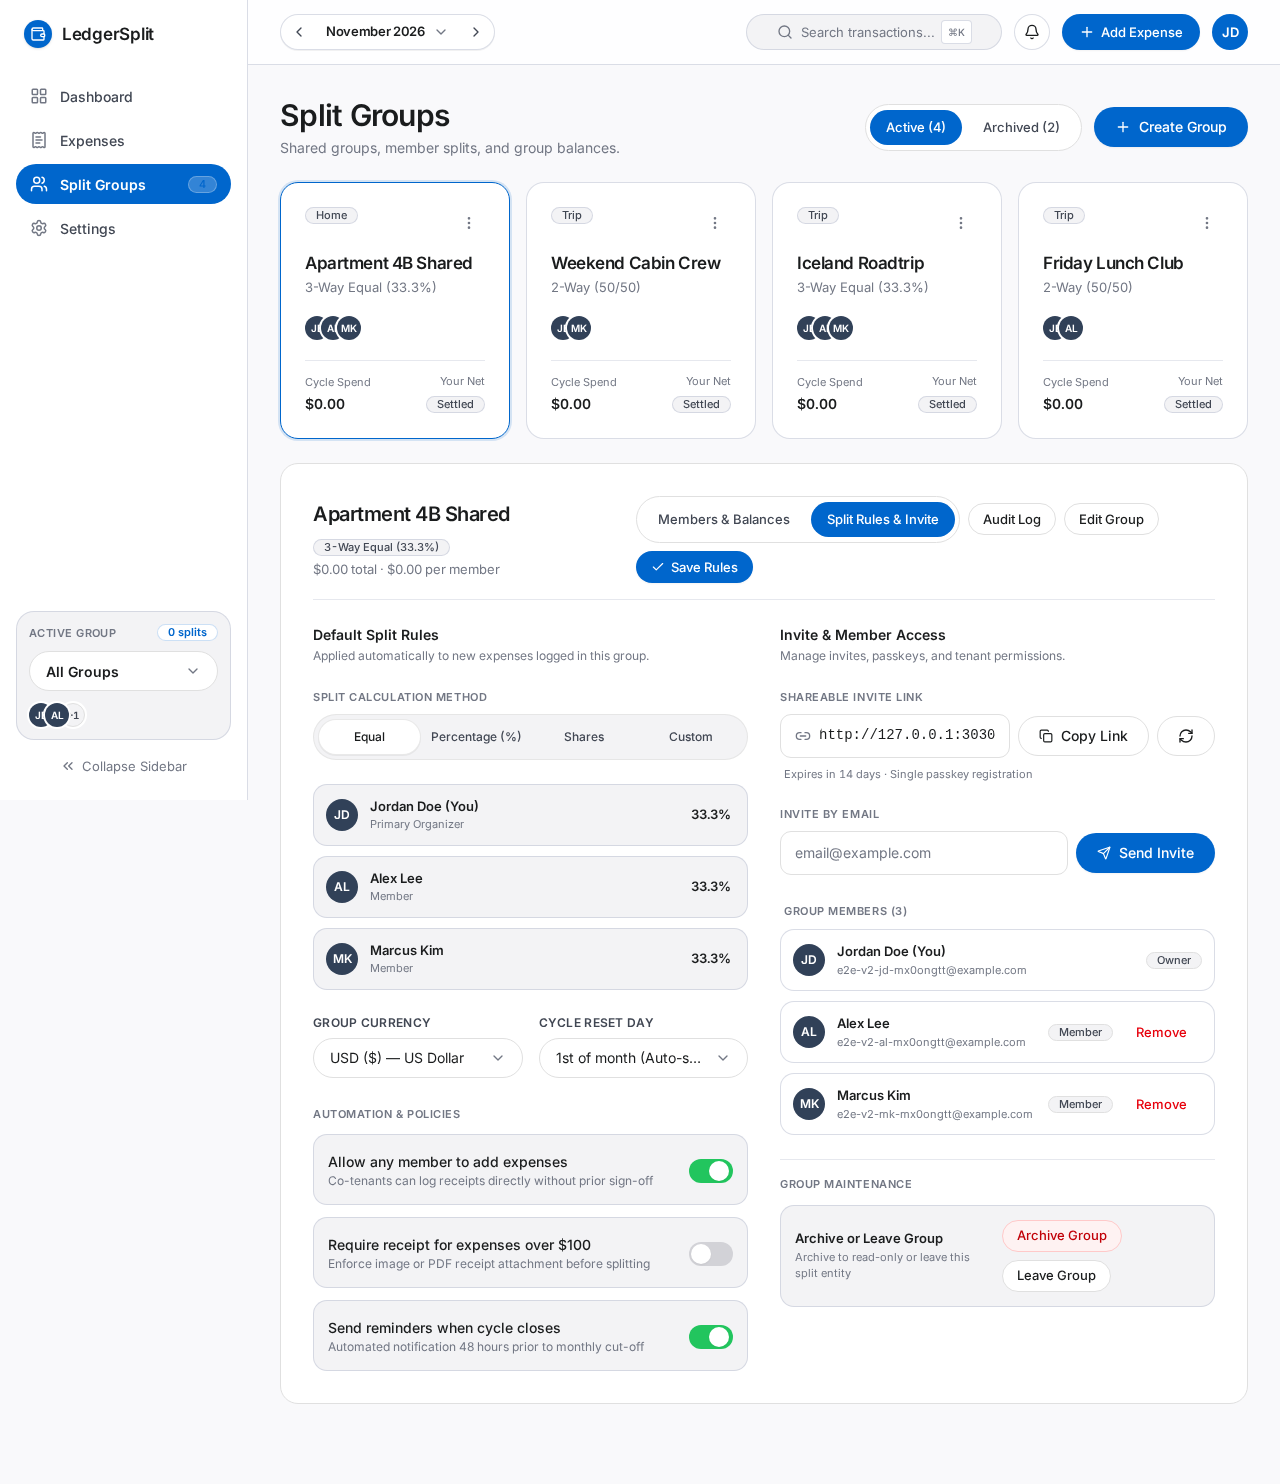 LedgerSplit
November 2026
Search transactions...
⌘K
Add Expense
JD
Dashboard
Expenses
Split Groups
4
Settings
Split Groups
Shared groups, member splits, and group balances.
Active (4)
Archived (2)
Create Group
Home
Apartment 4B Shared
3-Way Equal (33.3%)
MK
Cycle Spend
Your Net
$0.00
Settled
Trip
Weekend Cabin Crew
2-Way (50/50)
MK
Cycle Spend
Your Net
$0.00
Settled
Trip
Iceland Roadtrip
3-Way Equal (33.3%)
MK
Cycle Spend
Your Net
$0.00
Settled
Trip
Friday Lunch Club
2-Way (50/50)
AL
Cycle Spend
Your Net
$0.00
Settled
ACTIVE GROUP
0 splits
All Groups
AL
Collapse Sidebar
Apartment 4B Shared
3-Way Equal (33.3%)
$0.00 total · $0.00 per member
Members & Balances
Split Rules & Invite
Audit Log
Edit Group
Save Rules
Default Split Rules
Applied automatically to new expenses logged in this group.
SPLIT CALCULATION METHOD
Equal
Percentage (%)
Shares
Custom
JD
Jordan Doe (You)
Primary Organizer
33.3%
AL
Alex Lee
Member
33.3%
MK
Marcus Kim
Member
33.3%
GROUP CURRENCY
USD ($) — US Dollar
CYCLE RESET DAY
1st of month (Auto-s...
AUTOMATION & POLICIES
Allow any member to add expenses
Co-tenants can log receipts directly without prior sign-off
Require receipt for expenses over $100
Enforce image or PDF receipt attachment before splitting
Send reminders when cycle closes
Automated notification 48 hours prior to monthly cut-off
Invite & Member Access
Manage invites, passkeys, and tenant permissions.
SHAREABLE INVITE LINK
http://127.0.0.1:3030
Copy Link
Expires in 14 days · Single passkey registration
INVITE BY EMAIL
email@example.com
Send Invite
GROUP MEMBERS (3)
JD
Jordan Doe (You)
e2e-v2-jd-mx0ongtt@example.com
Owner
AL
Alex Lee
e2e-v2-al-mx0ongtt@example.com
Member
Remove
MK
Marcus Kim
e2e-v2-mk-mx0ongtt@example.com
Member
Remove
GROUP MAINTENANCE
Archive or Leave Group
Archive to read-only or leave this
split entity
Archive Group
Leave Group